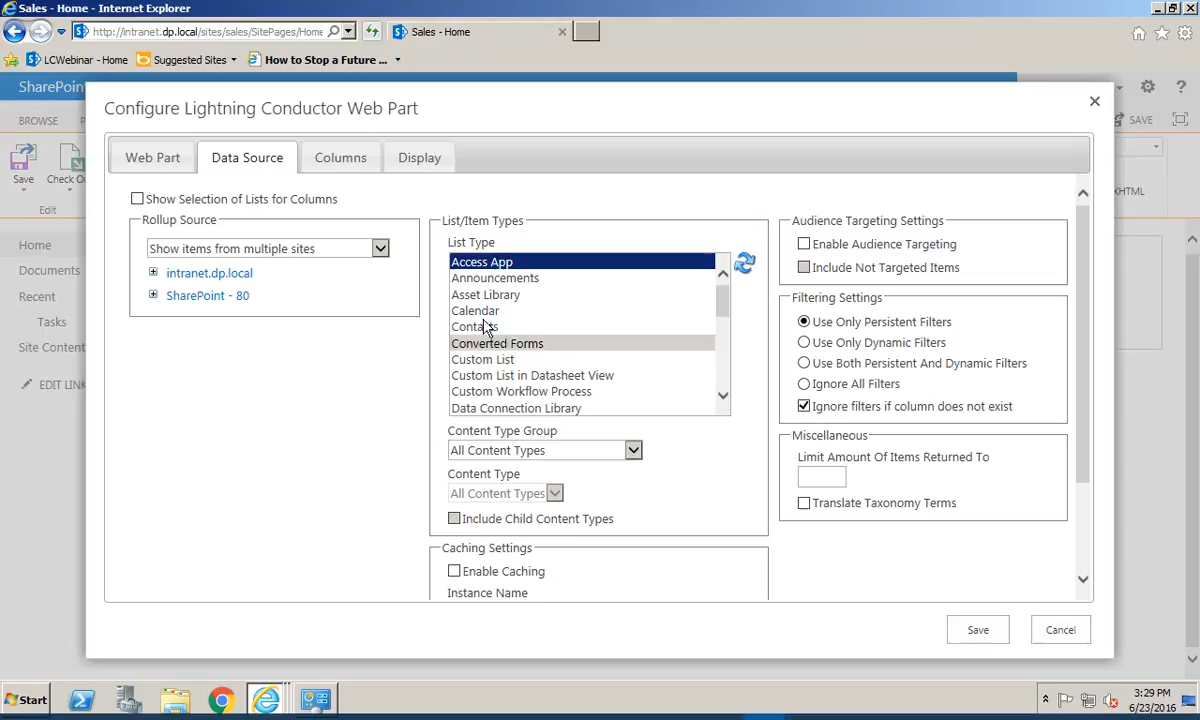 Sales - Home - Internet Explorer
http://intranet.dp.local/sites/sales/SitePages/Home
Sales - Home
LCWebinar - Home
Suggested Sites
How to Stop a Future ...
SharePoin
Configure Lightning Conductor Web Part
BROWSE
SAVE
Web Part
Data Source
Columns
Display
Save
Check O
XHTML
Edit
Show Selection of Lists for Columns
Rollup Source
List/Item Types
Audience Targeting Settings
Home
Show items from multiple sites
List Type
Enable Audience Targeting
Documents
intranet.dp.local
Access App
Include Not Targeted Items
Recent
SharePoint - 80
Announcements
Asset Library
Filtering Settings
Tasks
Calendar
Use Only Persistent Filters
Site Content
Contacts
Use Only Dynamic Filters
Converted Forms
Use Both Persistent And Dynamic Filters
EDIT LINK
Custom List
Ignore All Filters
Custom List in Datasheet View
Custom Workflow Process
Ignore filters if column does not exist
Data Connection Library
Content Type Group
Miscellaneous
All Content Types
Limit Amount Of Items Returned To
Content Type
All Content Types
Translate Taxonomy Terms
Include Child Content Types
Caching Settings
Enable Caching
Instance Name
Save
Cancel
Start
3:29 PM
6/23/2016